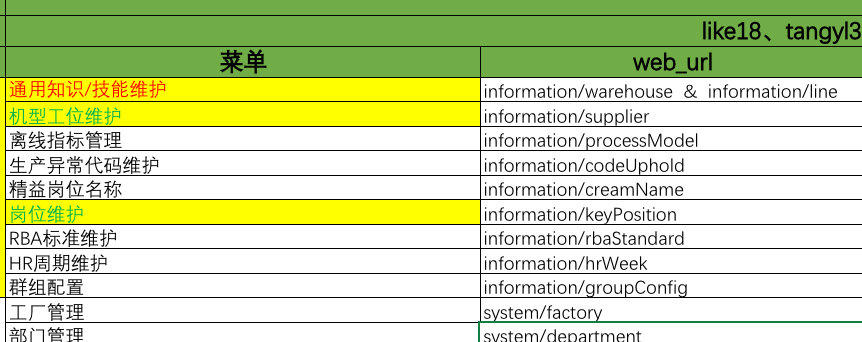 like18、tangyl3
菜单 web_url
通用知识/技能维护 information/warehouse & information/line
机型工位维护 information/supplier
离线指标管理 information/processModel
生产异常代码维护 information/codeUphold
精益岗位名称 information/creamName
岗位维护 information/keyPosition
RBA标准维护 information/rbaStandard
HR周期维护 information/hrWeek
群组配置 information/groupConfig
工厂管理 system/factory
部门管理 system/department